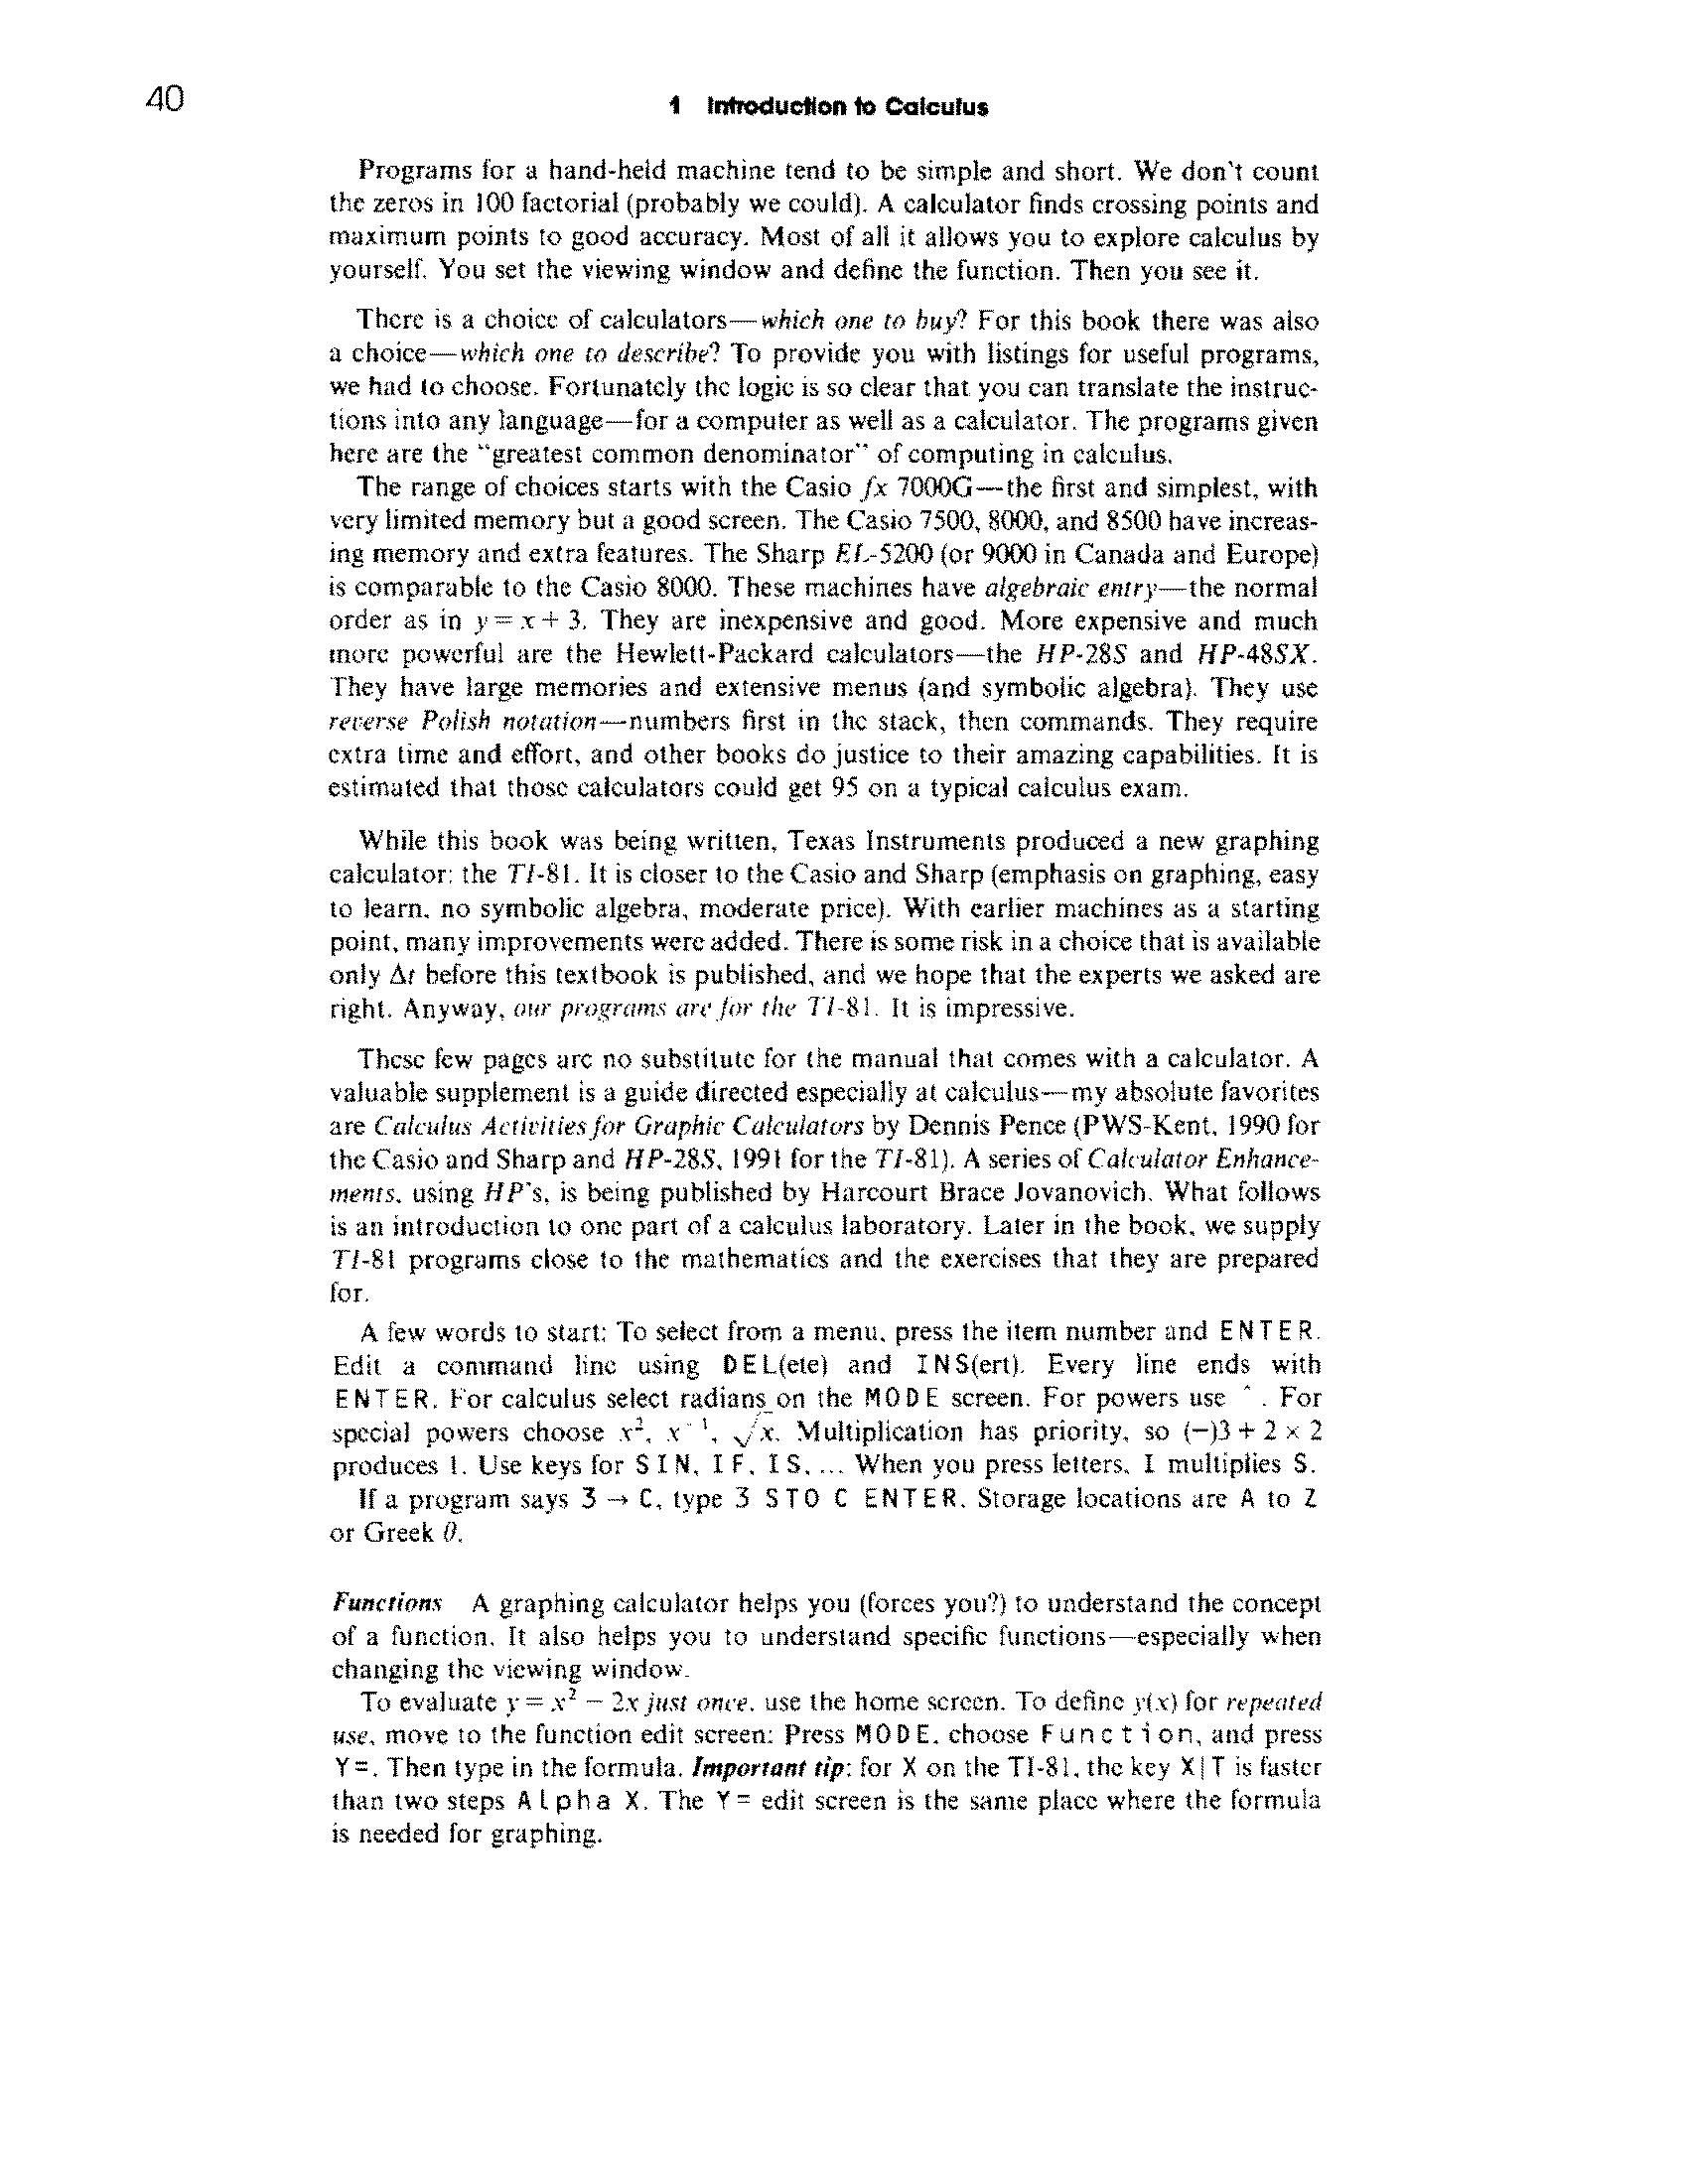 40
1 Introduction to Calculus
Programs for a hand-held machine tend to be simple and short. We don't count
the zeros in 100 factorial (probably we could). A calculator finds crossing points and
maximum points to good accuracy. Most of all it allows you to explore calculus by
yourself. You set the viewing window and define the function. Then you see it.
There is a choice of calculators—which one to buy? For this book there was also
a choice—which one to describe? To provide you with listings for useful programs,
we had to choose. Fortunately the logic is so clear that you can translate the instruc-
tions into any language—for a computer as well as a calculator. The programs given
here are the "greatest common denominator" of computing in calculus.
The range of choices starts with the Casio fx 7000G—the first and simplest, with
very limited memory but a good screen. The Casio 7500, 8000, and 8500 have increas-
ing memory and extra features. The Sharp EL-5200 (or 9000 in Canada and Europe)
is comparable to the Casio 8000. These machines have algebraic entry—the normal
order as in y = x + 3. They are inexpensive and good. More expensive and much
more powerful are the Hewlett-Packard calculators—the HP-28S and HP-48SX.
They have large memories and extensive menus (and symbolic algebra). They use
reverse Polish notation—numbers first in the stack, then commands. They require
extra time and effort, and other books do justice to their amazing capabilities. It is
estimated that those calculators could get 95 on a typical calculus exam.
While this book was being written, Texas Instruments produced a new graphing
calculator: the TI-81. It is closer to the Casio and Sharp (emphasis on graphing, easy
to learn, no symbolic algebra, moderate price). With earlier machines as a starting
point, many improvements were added. There is some risk in a choice that is available
only Δt before this textbook is published, and we hope that the experts we asked are
right. Anyway, our programs are for the TI-81. It is impressive.
These few pages are no substitute for the manual that comes with a calculator. A
valuable supplement is a guide directed especially at calculus—my absolute favorites
are Calculus Activities for Graphic Calculators by Dennis Pence (PWS-Kent, 1990 for
the Casio and Sharp and HP-28S, 1991 for the TI-81). A series of Calculator Enhance-
ments, using HP's, is being published by Harcourt Brace Jovanovich. What follows
is an introduction to one part of a calculus laboratory. Later in the book, we supply
TI-81 programs close to the mathematics and the exercises that they are prepared
for.
A few words to start: To select from a menu, press the item number and ENTER.
Edit a command line using DEL(ete) and INS(ert). Every line ends with
ENTER. For calculus select radians on the MODE screen. For powers use ^ . For
special powers choose x², x⁻¹, √x. Multiplication has priority, so (−)3 + 2 × 2
produces 1. Use keys for SIN, IF, IS, ... When you press letters, I multiplies S.
If a program says 3 → C, type 3 STO C ENTER. Storage locations are A to Z
or Greek θ.
Functions A graphing calculator helps you (forces you?) to understand the concept
of a function. It also helps you to understand specific functions—especially when
changing the viewing window.
To evaluate y = x² − 2x just once, use the home screen. To define y(x) for repeated
use, move to the function edit screen: Press MODE, choose Function, and press
Y=. Then type in the formula. Important tip: for X on the TI-81, the key X|T is faster
than two steps Alpha X. The Y= edit screen is the same place where the formula
is needed for graphing.